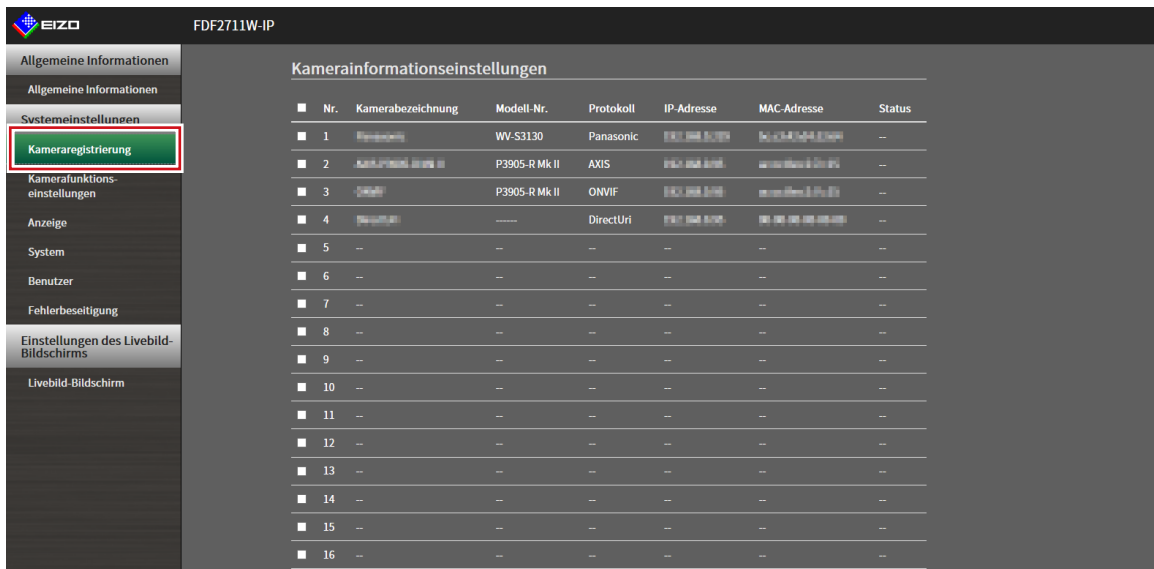 EIZO
FDF2711W-IP
Allgemeine Informationen
Allgemeine Informationen
Systemeinstellungen
Kameraregistrierung
Kamerafunktions-
einstellungen
Anzeige
System
Benutzer
Fehlerbeseitigung
Einstellungen des Livebild-
Bildschirms
Livebild-Bildschirm
Kamerainformationseinstellungen
Nr. Kamerabezeichnung Modell-Nr. Protokoll IP-Adresse MAC-Adresse Status
1 WV-S3130 Panasonic --
2 P3905-R Mk II AXIS --
3 P3905-R Mk II ONVIF --
4 ------ DirectUri --
5 -- -- -- -- -- --
6 -- -- -- -- -- --
7 -- -- -- -- -- --
8 -- -- -- -- -- --
9 -- -- -- -- -- --
10 -- -- -- -- -- --
11 -- -- -- -- -- --
12 -- -- -- -- -- --
13 -- -- -- -- -- --
14 -- -- -- -- -- --
15 -- -- -- -- -- --
16 -- -- -- -- -- --